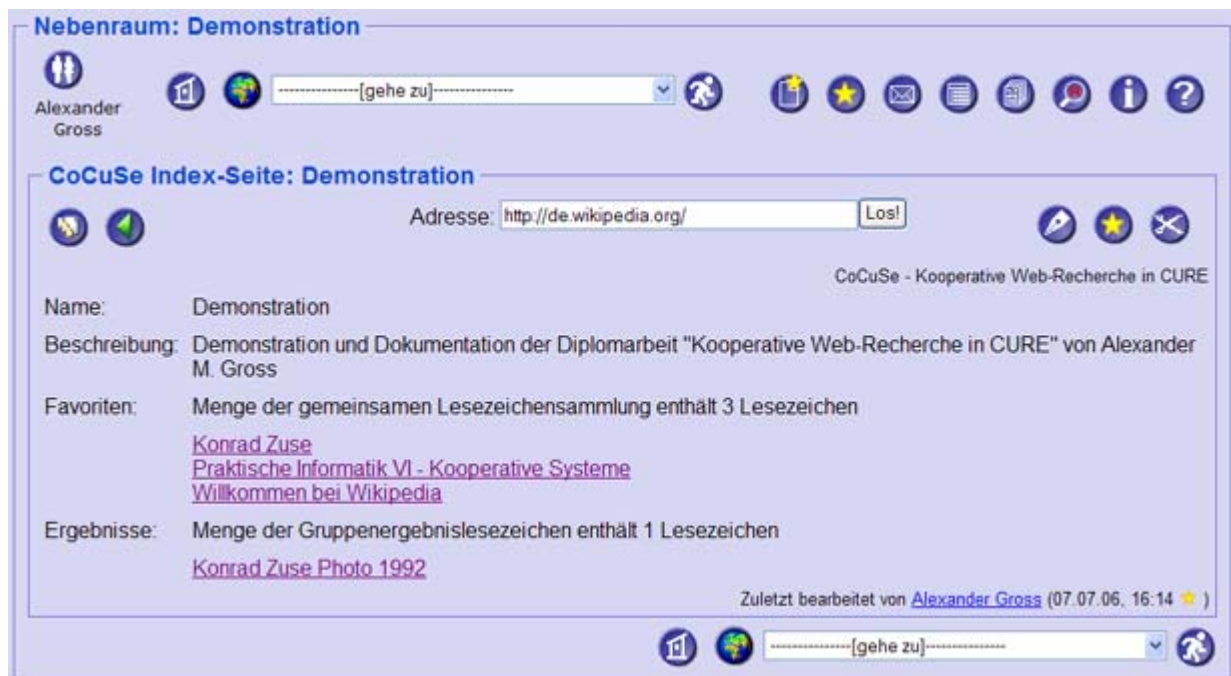 Nebenraum: Demonstration
Alexander
Gross
----------------[gehe zu]----------------
CoCuSe Index-Seite: Demonstration
Adresse: http://de.wikipedia.org/ Los!
CoCuSe - Kooperative Web-Recherche in CURE
Name: Demonstration
Beschreibung: Demonstration und Dokumentation der Diplomarbeit "Kooperative Web-Recherche in CURE" von Alexander
M. Gross
Favoriten: Menge der gemeinsamen Lesezeichensammlung enthält 3 Lesezeichen
Konrad Zuse
Praktische Informatik VI - Kooperative Systeme
Willkommen bei Wikipedia
Ergebnisse: Menge der Gruppenergebnislesezeichen enthält 1 Lesezeichen
Konrad Zuse Photo 1992
Zuletzt bearbeitet von Alexander Gross (07.07.06, 16:14 )
----------------[gehe zu]----------------